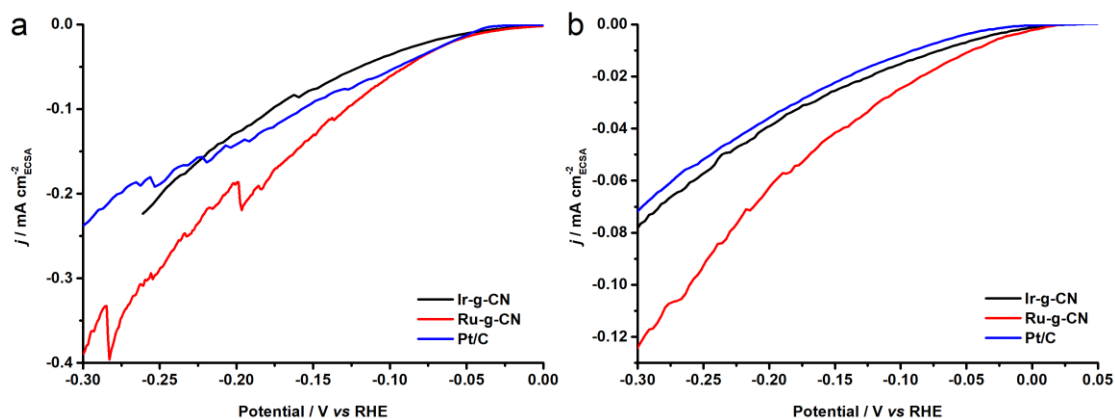 a
0.00
-0.1
-0.2
-0.3
-0.4
j / mA cm⁻²ECSA
-0.30
-0.25
-0.20
-0.15
-0.10
-0.05
0.00
Potential / V vs RHE
Ir-g-CN
Ru-g-CN
Pt/C
b
0.00
-0.02
-0.04
-0.06
-0.08
-0.10
-0.12
j / mA cm⁻²ECSA
-0.30
-0.25
-0.20
-0.15
-0.10
-0.05
0.00
0.05
Potential / V vs RHE
Ir-g-CN
Ru-g-CN
Pt/C